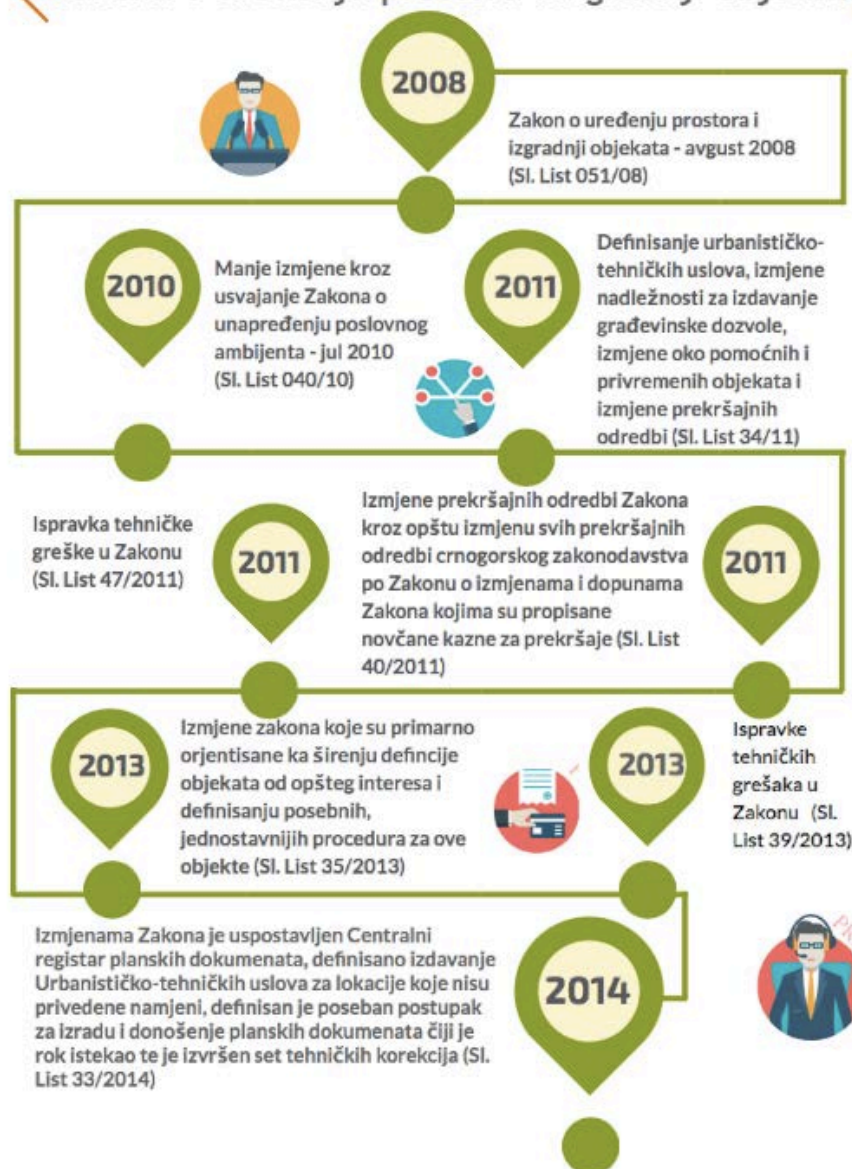 2008
Zakon o uređenju prostora i
izgradnji objekata - avgust 2008
(Sl. List 051/08)
2010
Manje izmjene kroz
usvajanje Zakona o
unapređenju poslovnog
ambijenta - jul 2010
(Sl. List 040/10)
2011
Definisanje urbanističko-
tehničkih uslova, izmjene
nadležnosti za izdavanje
građevinske dozvole,
izmjene oko pomoćnih i
privremenih objekata i
izmjene prekršajnih
odredbi (Sl. List 34/11)
Ispravka tehničke
greške u Zakonu
(Sl. List 47/2011)
2011
Izmjene prekršajnih odredbi Zakona
kroz opštu izmjenu svih prekršajnih
odredbi crnogorskog zakonodavstva
po Zakonu o izmjenama i dopunama
Zakona kojima su propisane
novčane kazne za prekršaje (Sl. List
40/2011)
2011
2013
Izmjene zakona koje su primarno
orjentisane ka širenju defincije
objekata od opšteg interesa i
definisanju posebnih,
jednostavnijih procedura za ove
objekte (Sl. List 35/2013)
2013
Ispravke
tehničkih
grešaka u
Zakonu (Sl.
List 39/2013)
Izmjenama Zakona je uspostavljen Centralni
registar planskih dokumenata, definisano izdavanje
Urbanističko-tehničkih uslova za lokacije koje nisu
privedene namjeni, definisan je poseban postupak
za izradu i donošenje planskih dokumenata čiji je
rok istekao te je izvršen set tehničkih korekcija (Sl.
List 33/2014)
2014